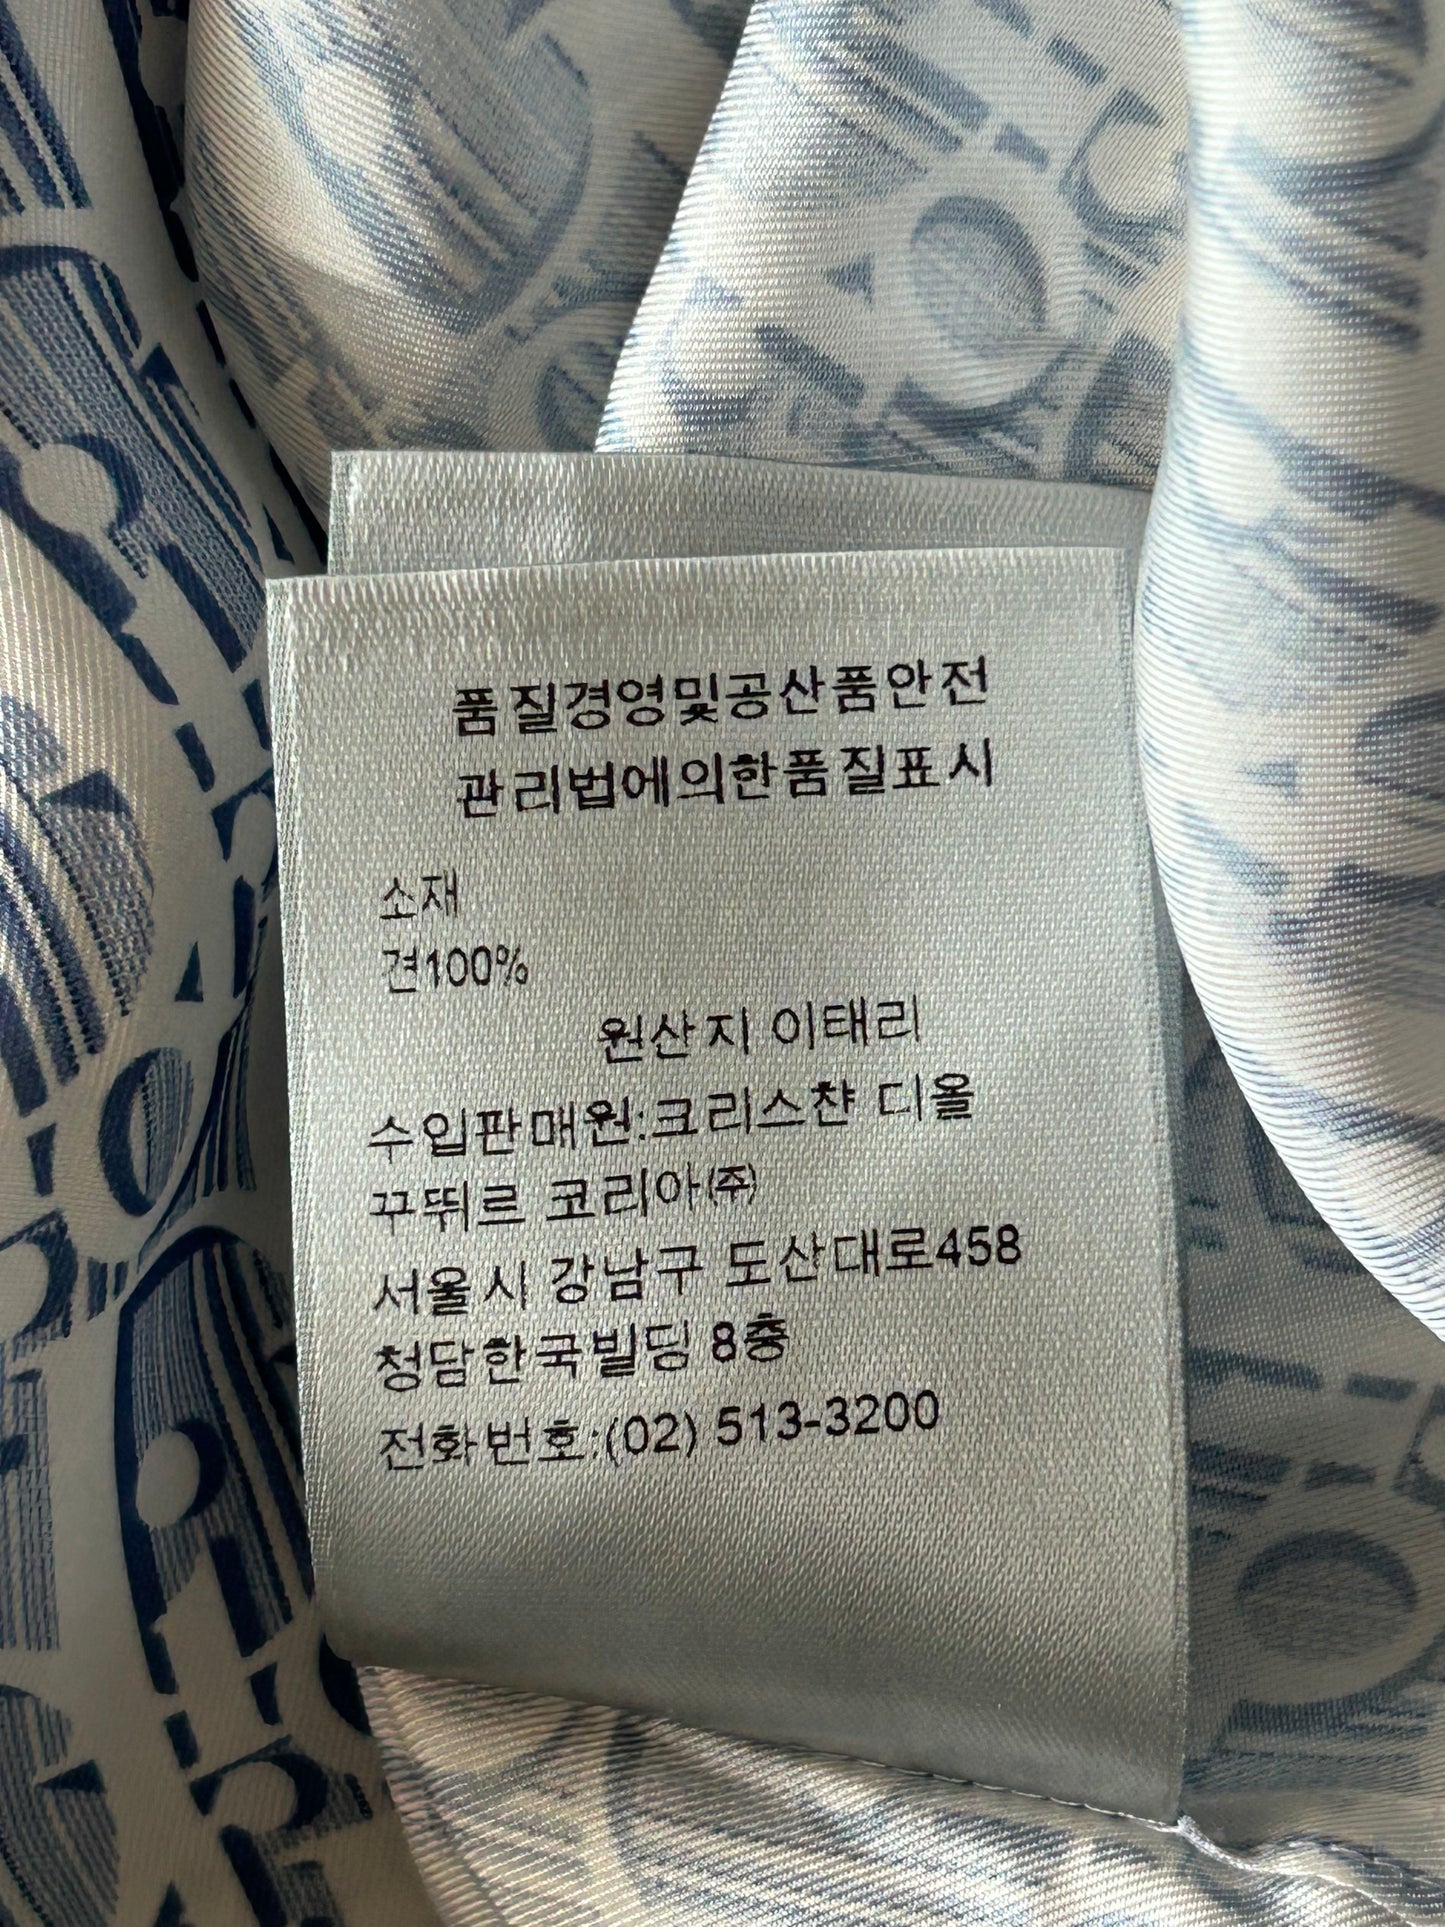 품질경영및공산품안전
관리법에의한품질표시
소재
견100%
원산지 이태리
수입판매원:크리스챤 디올
꾸뛰르 코리아(주)
서울시 강남구 도산대로458
청담한국빌딩 8층
전화번호:(02) 513-3200